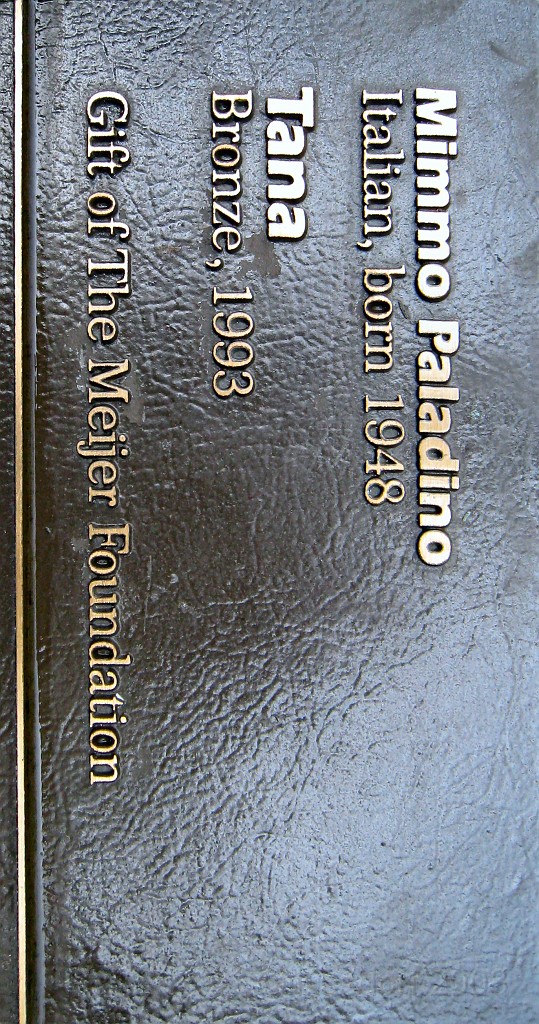 Mimmo Paladino
Italian, born 1948
Tana
Bronze, 1993
Gift of The Meijer Foundation